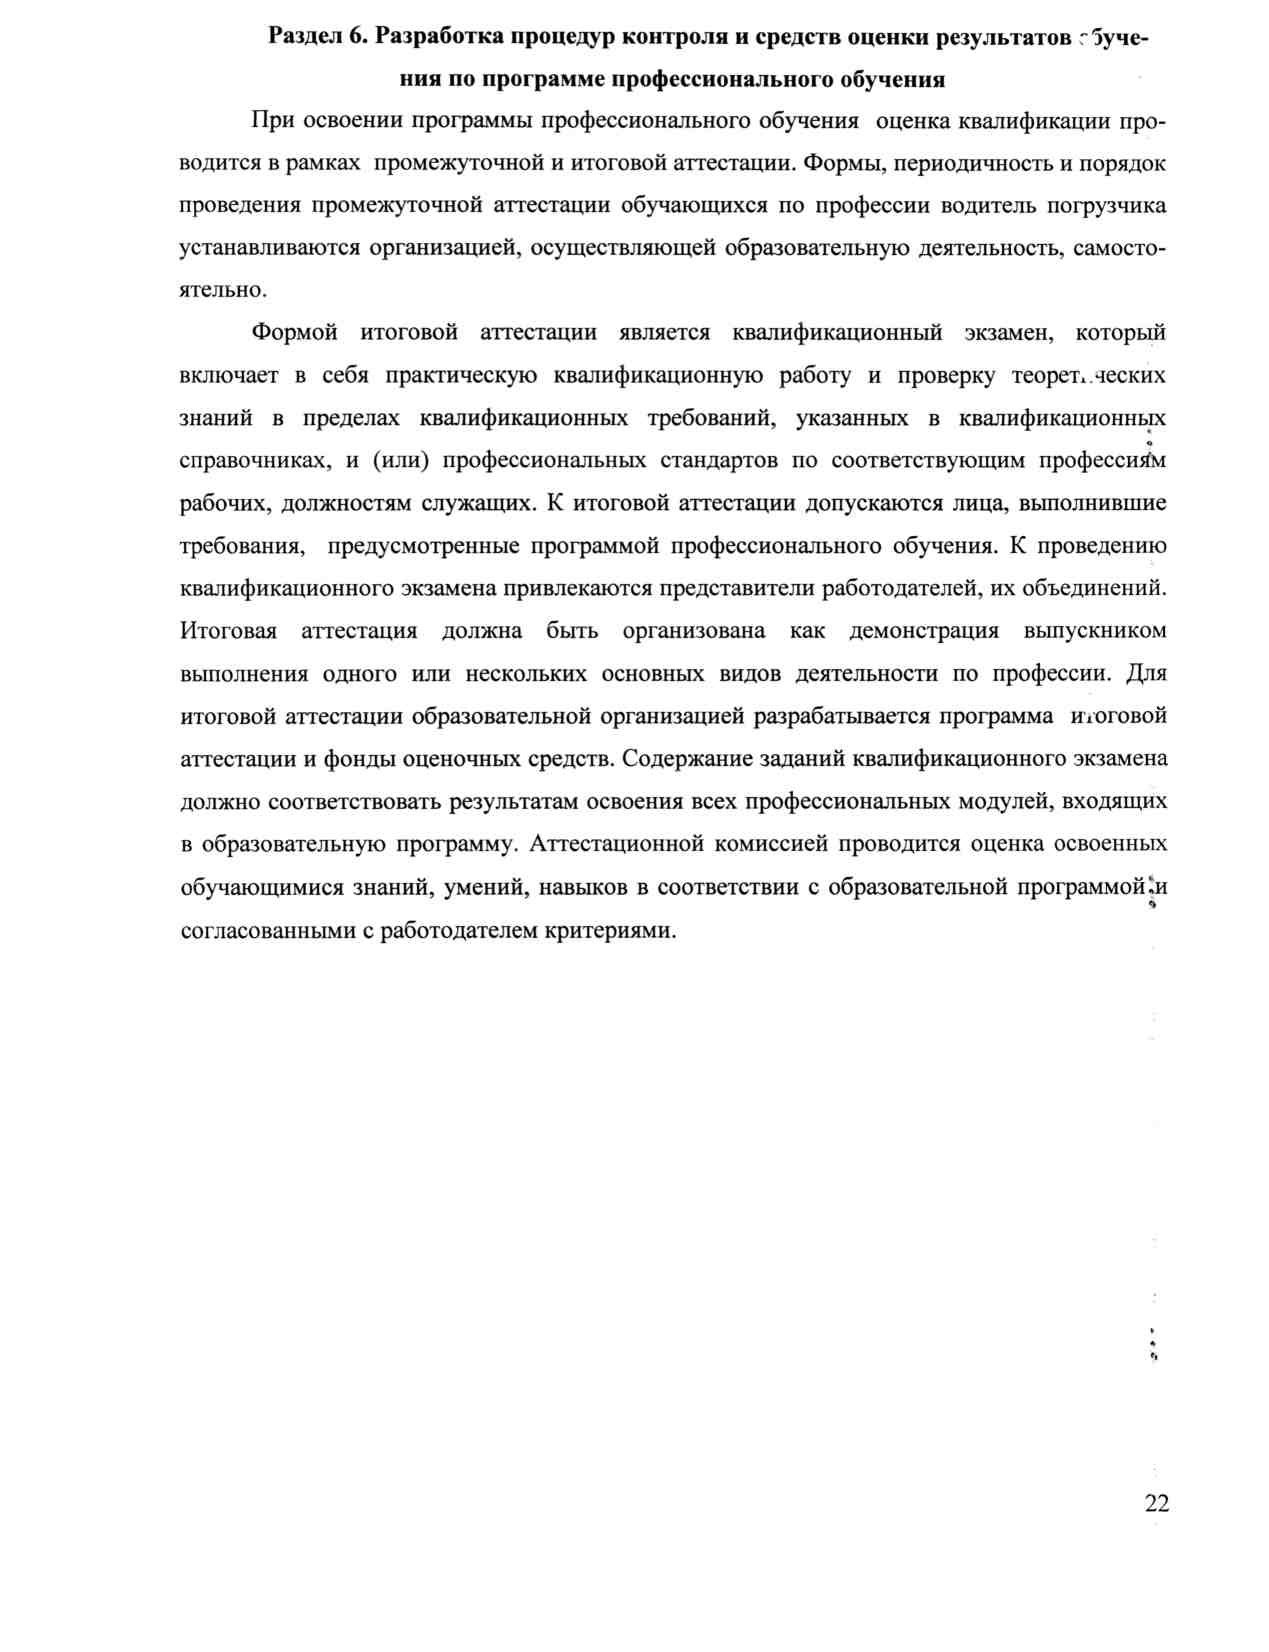 Раздел 6. Разработка процедур контроля и средств оценки результатов обуче-
ния по программе профессионального обучения
При освоении программы профессионального обучения оценка квалификации про-
водится в рамках промежуточной и итоговой аттестации. Формы, периодичность и порядок
проведения промежуточной аттестации обучающихся по профессии водитель погрузчика
устанавливаются организацией, осуществляющей образовательную деятельность, самосто-
ятельно.
Формой итоговой аттестации является квалификационный экзамен, который
включает в себя практическую квалификационную работу и проверку теоретических
знаний в пределах квалификационных требований, указанных в квалификационных
справочниках, и (или) профессиональных стандартов по соответствующим профессиям
рабочих, должностям служащих. К итоговой аттестации допускаются лица, выполнившие
требования, предусмотренные программой профессионального обучения. К проведению
квалификационного экзамена привлекаются представители работодателей, их объединений.
Итоговая аттестация должна быть организована как демонстрация выпускником
выполнения одного или нескольких основных видов деятельности по профессии. Для
итоговой аттестации образовательной организацией разрабатывается программа итоговой
аттестации и фонды оценочных средств. Содержание заданий квалификационного экзамена
должно соответствовать результатам освоения всех профессиональных модулей, входящих
в образовательную программу. Аттестационной комиссией проводится оценка освоенных
обучающимися знаний, умений, навыков в соответствии с образовательной программой и
согласованными с работодателем критериями.
22